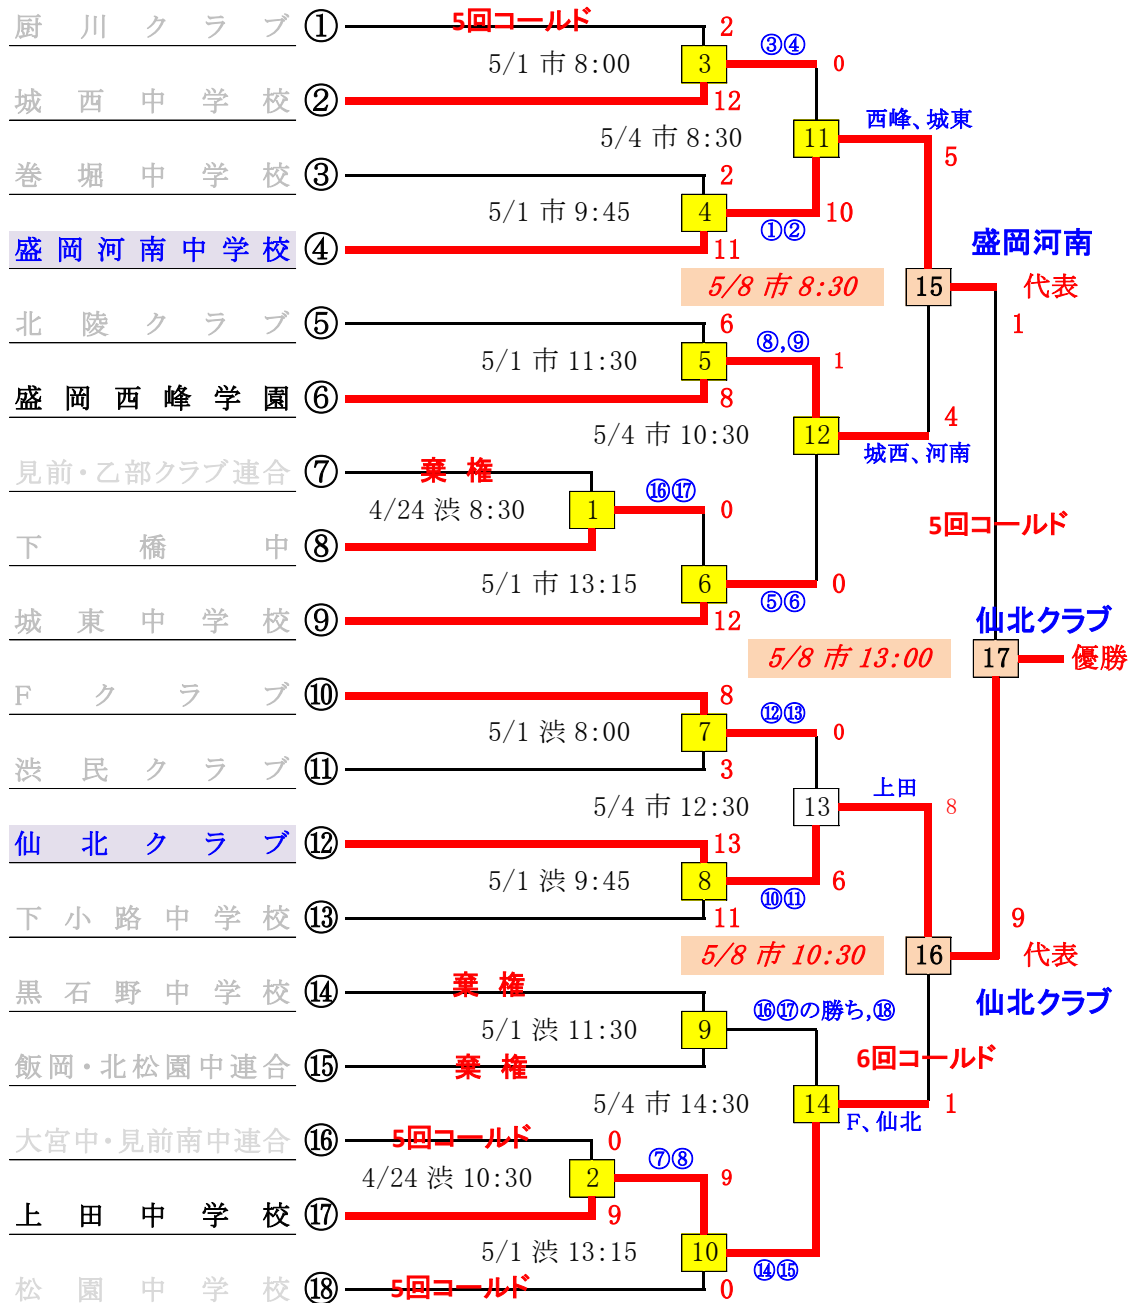 厨川クラブ ① 5回コールド 2
5/1 市 8:00 3 ③④ 0
城西中学校 ② 12
5/4 市 8:30 11 西峰、城東 5
巻堀中学校 ③ 2
5/1 市 9:45 4 ①② 10
盛岡河南中学校 ④ 11 盛岡河南
5/8 市 8:30 15 代表
北陵クラブ ⑤ 6 1
5/1 市 11:30 5 ⑧,⑨ 1
盛岡西峰学園 ⑥ 8 4
5/4 市 10:30 12 城西、河南
見前・乙部クラブ連合 ⑦ 棄権
4/24 渋 8:30 1 ⑯⑰ 0
下橋中 ⑧ 5回コールド
5/1 市 13:15 6 ⑤⑥ 0
城東中学校 ⑨ 12 仙北クラブ
5/8 市 13:00 17 優勝
Fクラブ ⑩ 8
5/1 渋 8:00 7 ⑫⑬ 0
渋民クラブ ⑪ 3
5/4 市 12:30 13 上田 8
仙北クラブ ⑫ 13
5/1 渋 9:45 8 ⑩⑪ 6
下小路中学校 ⑬ 11 9
5/8 市 10:30 16 代表
黒石野中学校 ⑭ 棄権 仙北クラブ
5/1 渋 11:30 9 ⑯⑰の勝ち,⑱
飯岡・北松園中連合 ⑮ 棄権 6回コールド
5/4 市 14:30 14 F、仙北 1
大宮中・見前南中連合 ⑯ 5回コールド 0
4/24 渋 10:30 2 ⑦⑧ 9
上田中学校 ⑰ 9
5/1 渋 13:15 10 ⑭⑮
松園中学校 ⑱ 5回コールド 0